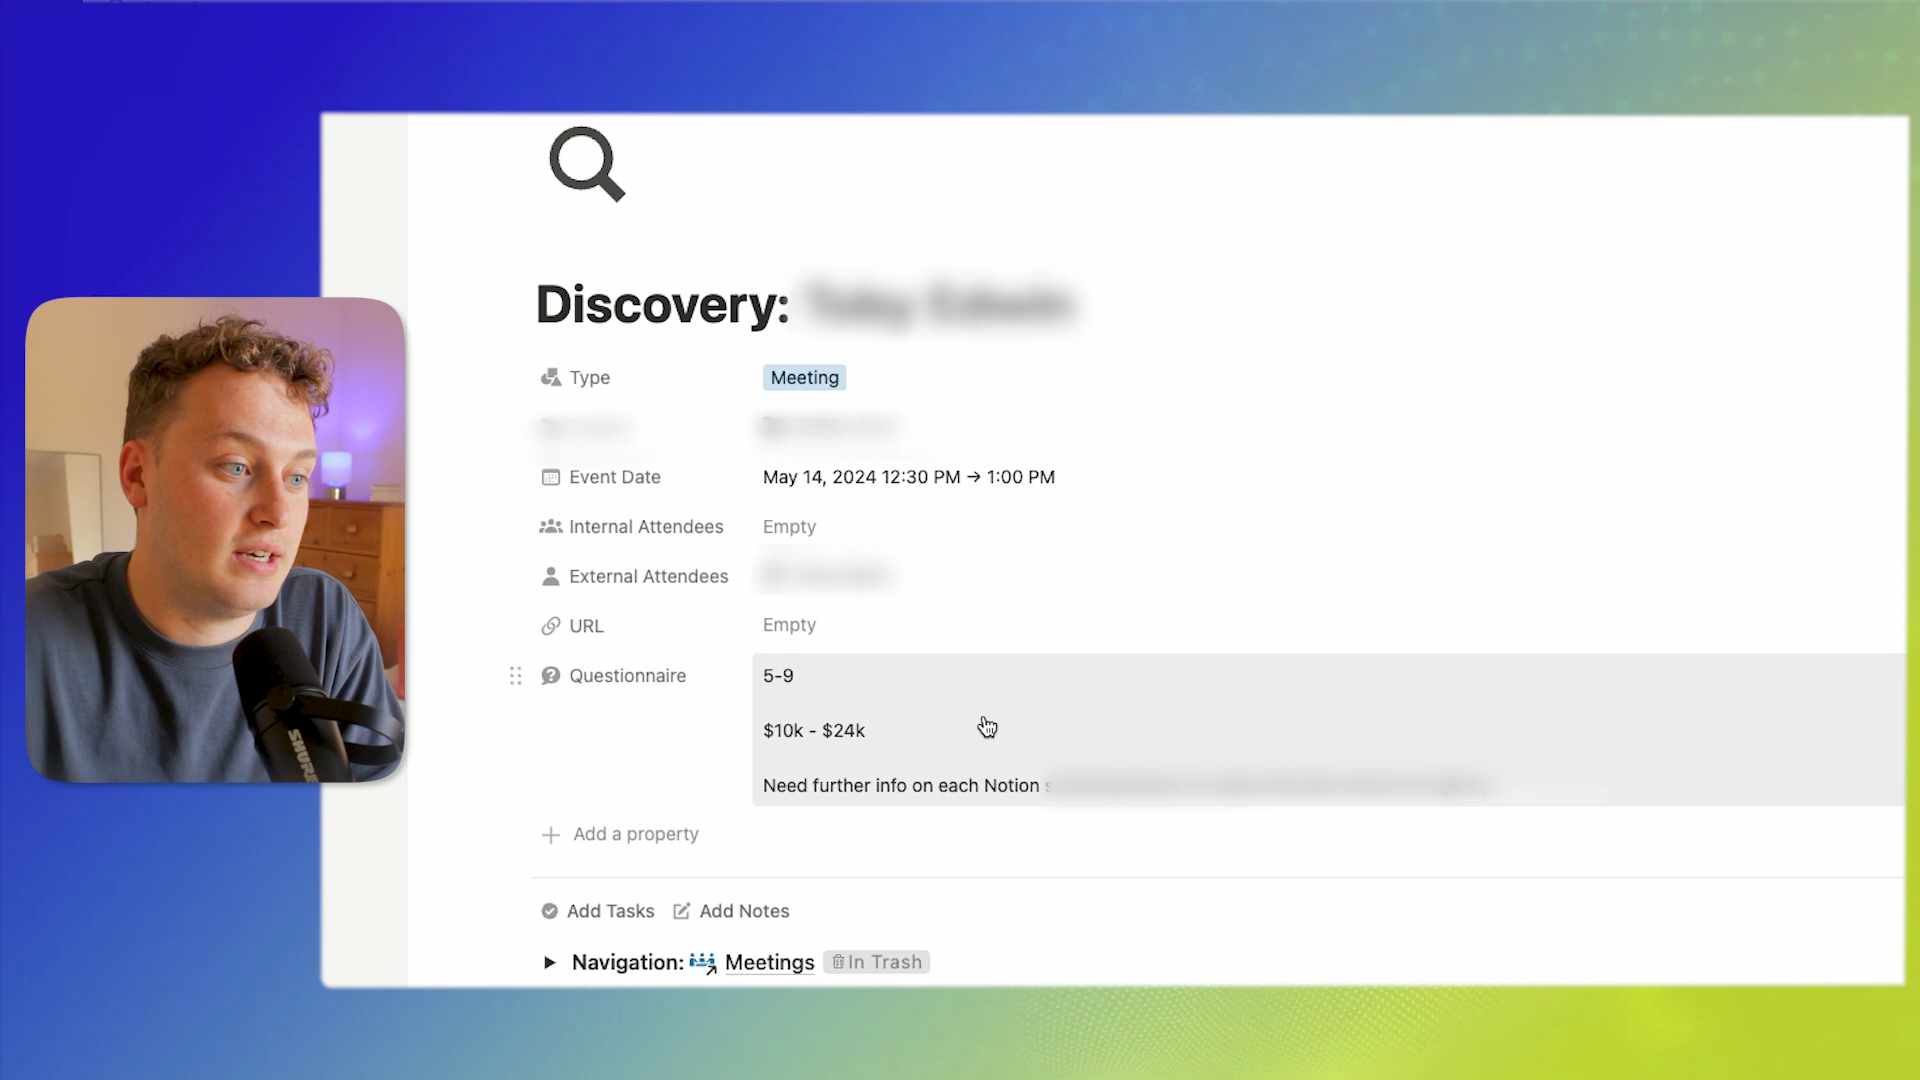 Discovery:
Type Meeting
Event Date May 14, 2024 12:30 PM → 1:00 PM
Internal Attendees Empty
External Attendees
URL Empty
Questionnaire 5-9
$10k - $24k
Need further info on each Notion
Add a property
Add Tasks Add Notes
Navigation: Meetings In Trash
SHURE